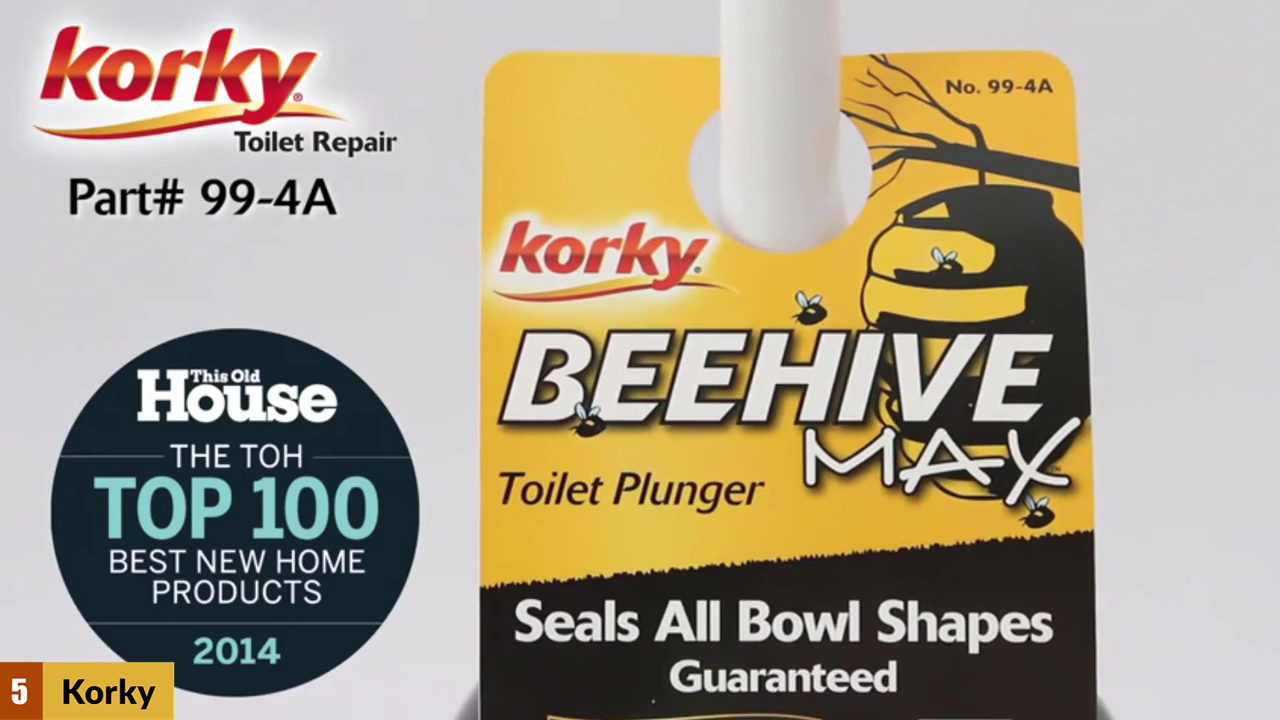 korky®
Toilet Repair
Part# 99-4A
This Old
House
THE TOH
TOP 100
BEST NEW HOME
PRODUCTS
2014
5 Korky
No. 99-4A
korky®
BEEHIVE
MAX™
Toilet Plunger
Seals All Bowl Shapes
Guaranteed